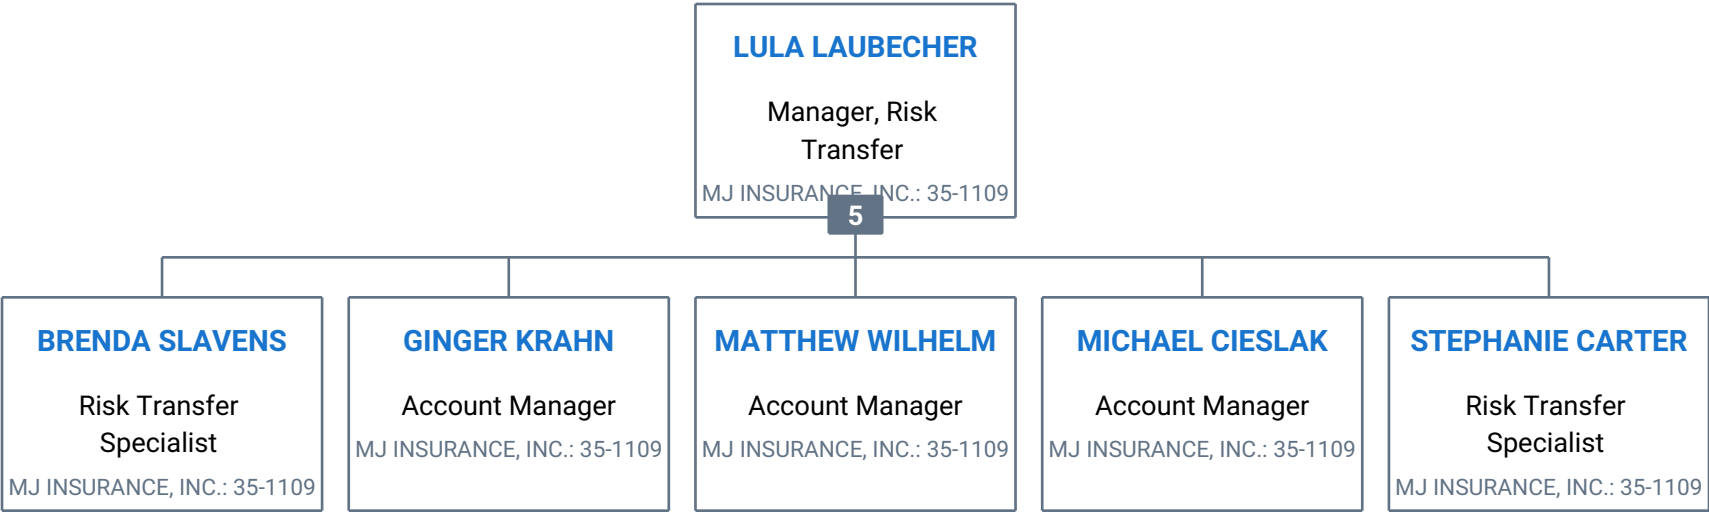 LULA LAUBECHER
Manager, Risk
Transfer
MJ INSURANCE, INC.: 35-1109
5
BRENDA SLAVENS
Risk Transfer
Specialist
MJ INSURANCE, INC.: 35-1109
GINGER KRAHN
Account Manager
MJ INSURANCE, INC.: 35-1109
MATTHEW WILHELM
Account Manager
MJ INSURANCE, INC.: 35-1109
MICHAEL CIESLAK
Account Manager
MJ INSURANCE, INC.: 35-1109
STEPHANIE CARTER
Risk Transfer
Specialist
MJ INSURANCE, INC.: 35-1109